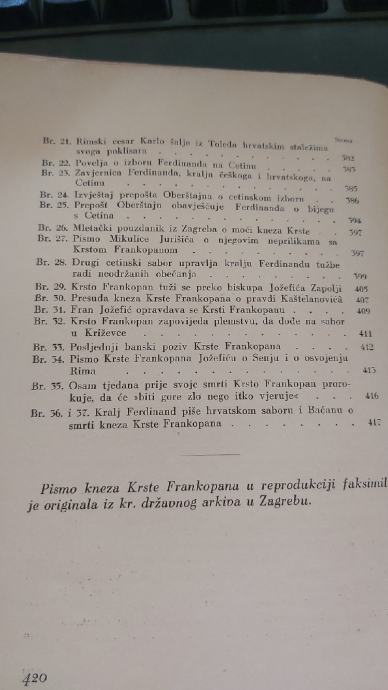 Strana
Br. 21. Rimski cesar Karlo šalje iz Toleda hrvatskim staležima
svoga poklisara . . . . . . . . . . . . 382
Br. 22. Povelja o izboru Ferdinanda na Cetinu . . . . 383
Br. 23. Zavjernica Ferdinanda, kralja češkoga i hrvatskoga, na
Cetinu . . . . . . . . . . . . . . 385
Br. 24. Izvještaj prepošta Oberštajna o cetinskom izboru . 386
Br. 25. Prepošt Oberštajn obavješćuje Ferdinanda o bijegu
s Cetina . . . . . . . . . . . . . 394
Br. 26. Mletački pouzdanik iz Zagreba o moći kneza Krste . 397
Br. 27. Pismo Mikulice Jurišića o njegovim neprilikama sa
Krstom Frankopanom . . . . . . . . . . 397
Br. 28. Drugi cetinski sabor upravlja kralju Ferdinandu tužbe
radi neodržanih obećanja . . . . . . . . . 399
Br. 29. Krsto Frankopan tuži se preko biskupa Jožefića Zapolji 405
Br. 30. Presuda kneza Krste Frankopana o pravdi Kaštelanovića 407
Br. 31. Fran Jožefić opravdava se Krsti Frankopanu . . . 409
Br. 32. Krsto Frankopan zapovijeda plemstvu, da dođe na sabor
u Križevce . . . . . . . . . . . . 411
Br. 33. Posljednji banski poziv Krste Frankopana . . . . 412
Br. 34. Pismo Krste Frankopana Jožefiću o Senju i o osvojenju
Rima . . . . . . . . . . . . . . 413
Br. 35. Osam tjedana prije svoje smrti Krsto Frankopan proro-
kuje, da će »biti gore zlo nego itko vjeruje« . . . 416
Br. 36. i 37. Kralj Ferdinand piše hrvatskom saboru i Baćanu o
smrti kneza Krste Frankopana . . . . . . . 417
Pismo kneza Krste Frankopana u reprodukciji faksimil
je originala iz kr. državnog arkiva u Zagrebu.
420